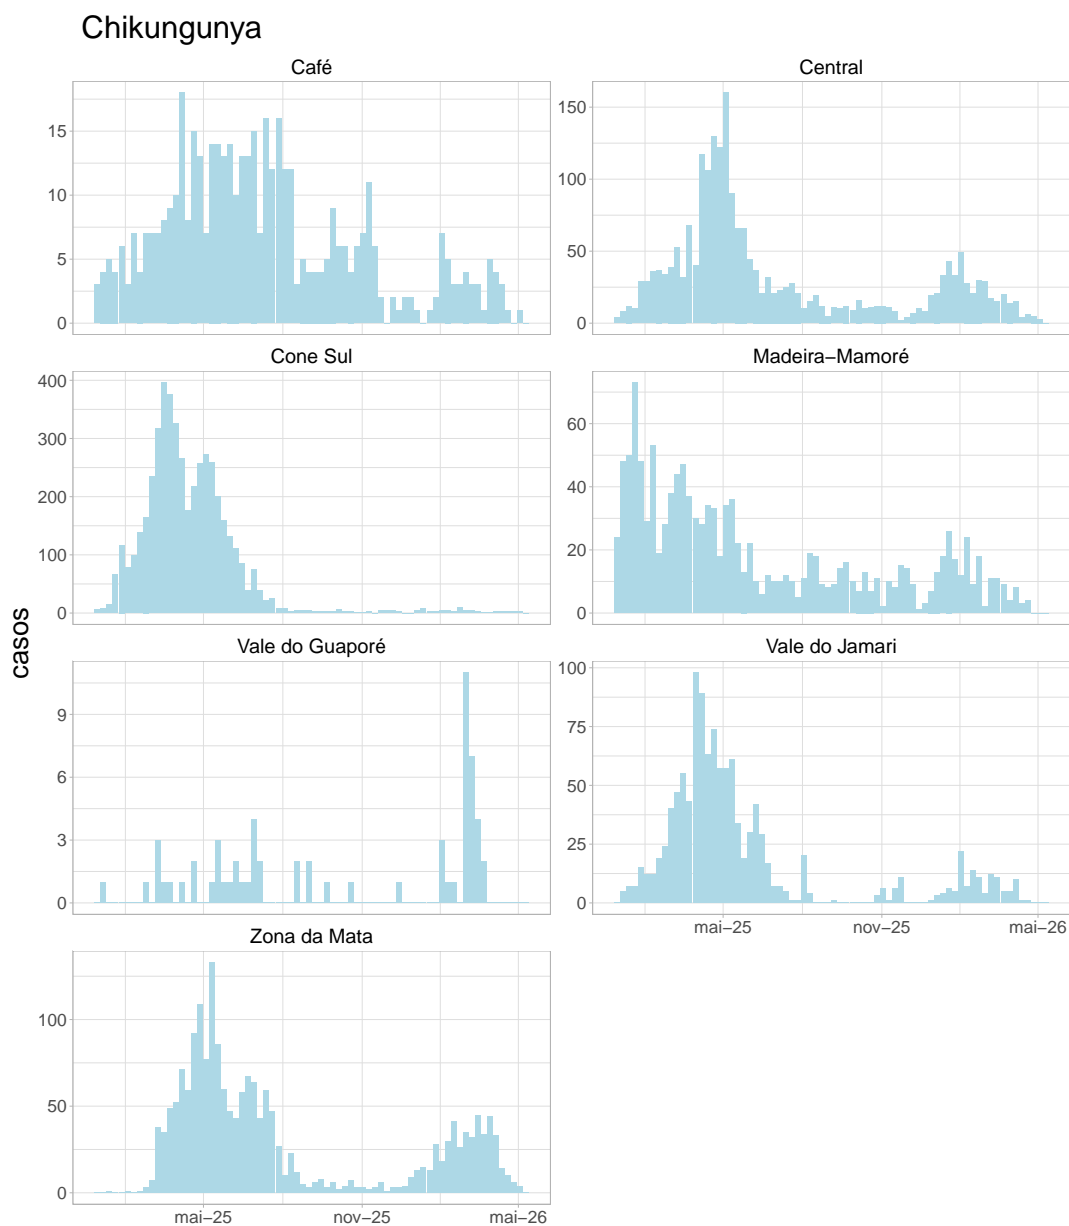 Chikungunya
Café
Central
15
10
5
0
150
100
50
0
Cone Sul
Madeira−Mamoré
400
300
200
100
0
60
40
20
0
casos
Vale do Guaporé
Vale do Jamari
9
6
3
0
100
75
50
25
0
mai−25
nov−25
mai−26
Zona da Mata
100
50
0
mai−25
nov−25
mai−26